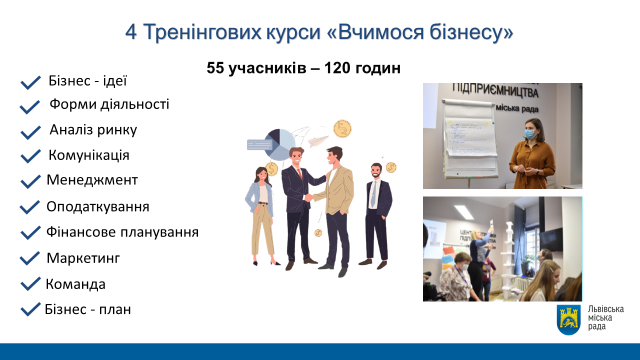 4 Тренінгових курси «Вчимося бізнесу»
55 учасників – 120 годин
Бізнес - ідеї
Форми діяльності
Аналіз ринку
Комунікація
Менеджмент
Оподаткування
Фінансове планування
Маркетинг
Команда
Бізнес - план
ПІДПРИЄМНИЦТВА
міська рада
Львівська
міська
рада